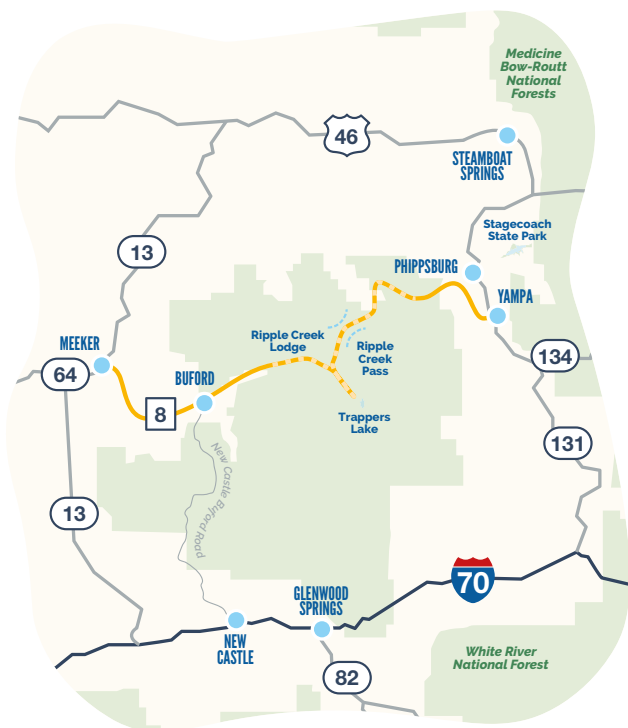 Medicine
Bow-Routt
National
Forests
46
STEAMBOAT
SPRINGS
Stagecoach
State Park
13
PHIPPSBURG
YAMPA
Ripple Creek
Lodge
Ripple
Creek
Pass
MEEKER
64
BUFORD
134
8
Trappers
Lake
131
New Castle Buford Road
13
70
GLENWOOD
SPRINGS
NEW
CASTLE
White River
National Forest
82